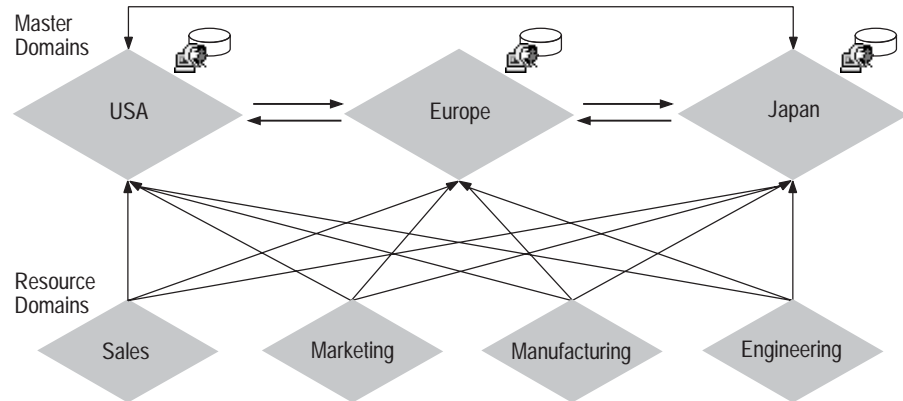 Master
Domains
USA
Europe
Japan
Resource
Domains
Sales
Marketing
Manufacturing
Engineering